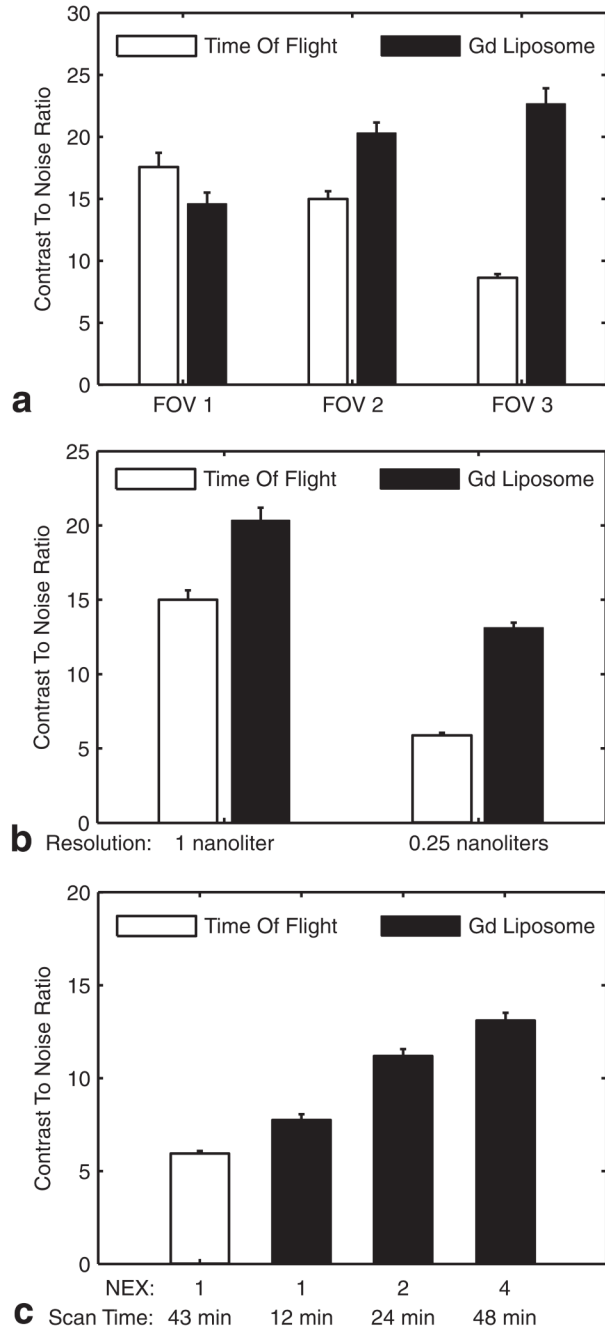 30
Time Of Flight Gd Liposome
25
20
15
10
5
0
Contrast To Noise Ratio
FOV 1 FOV 2 FOV 3
a
25
Time Of Flight Gd Liposome
20
15
10
5
0
Contrast To Noise Ratio
b Resolution: 1 nanoliter 0.25 nanoliters
20
Time Of Flight Gd Liposome
15
10
5
0
Contrast To Noise Ratio
NEX: 1 1 2 4
c Scan Time: 43 min 12 min 24 min 48 min